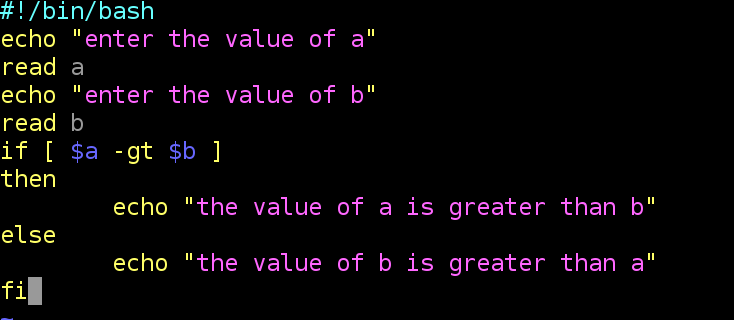 #!/bin/bash
echo "enter the value of a"
read a
echo "enter the value of b"
read b
if [ $a -gt $b ]
then
        echo "the value of a is greater than b"
else
        echo "the value of b is greater than a"
fi
~